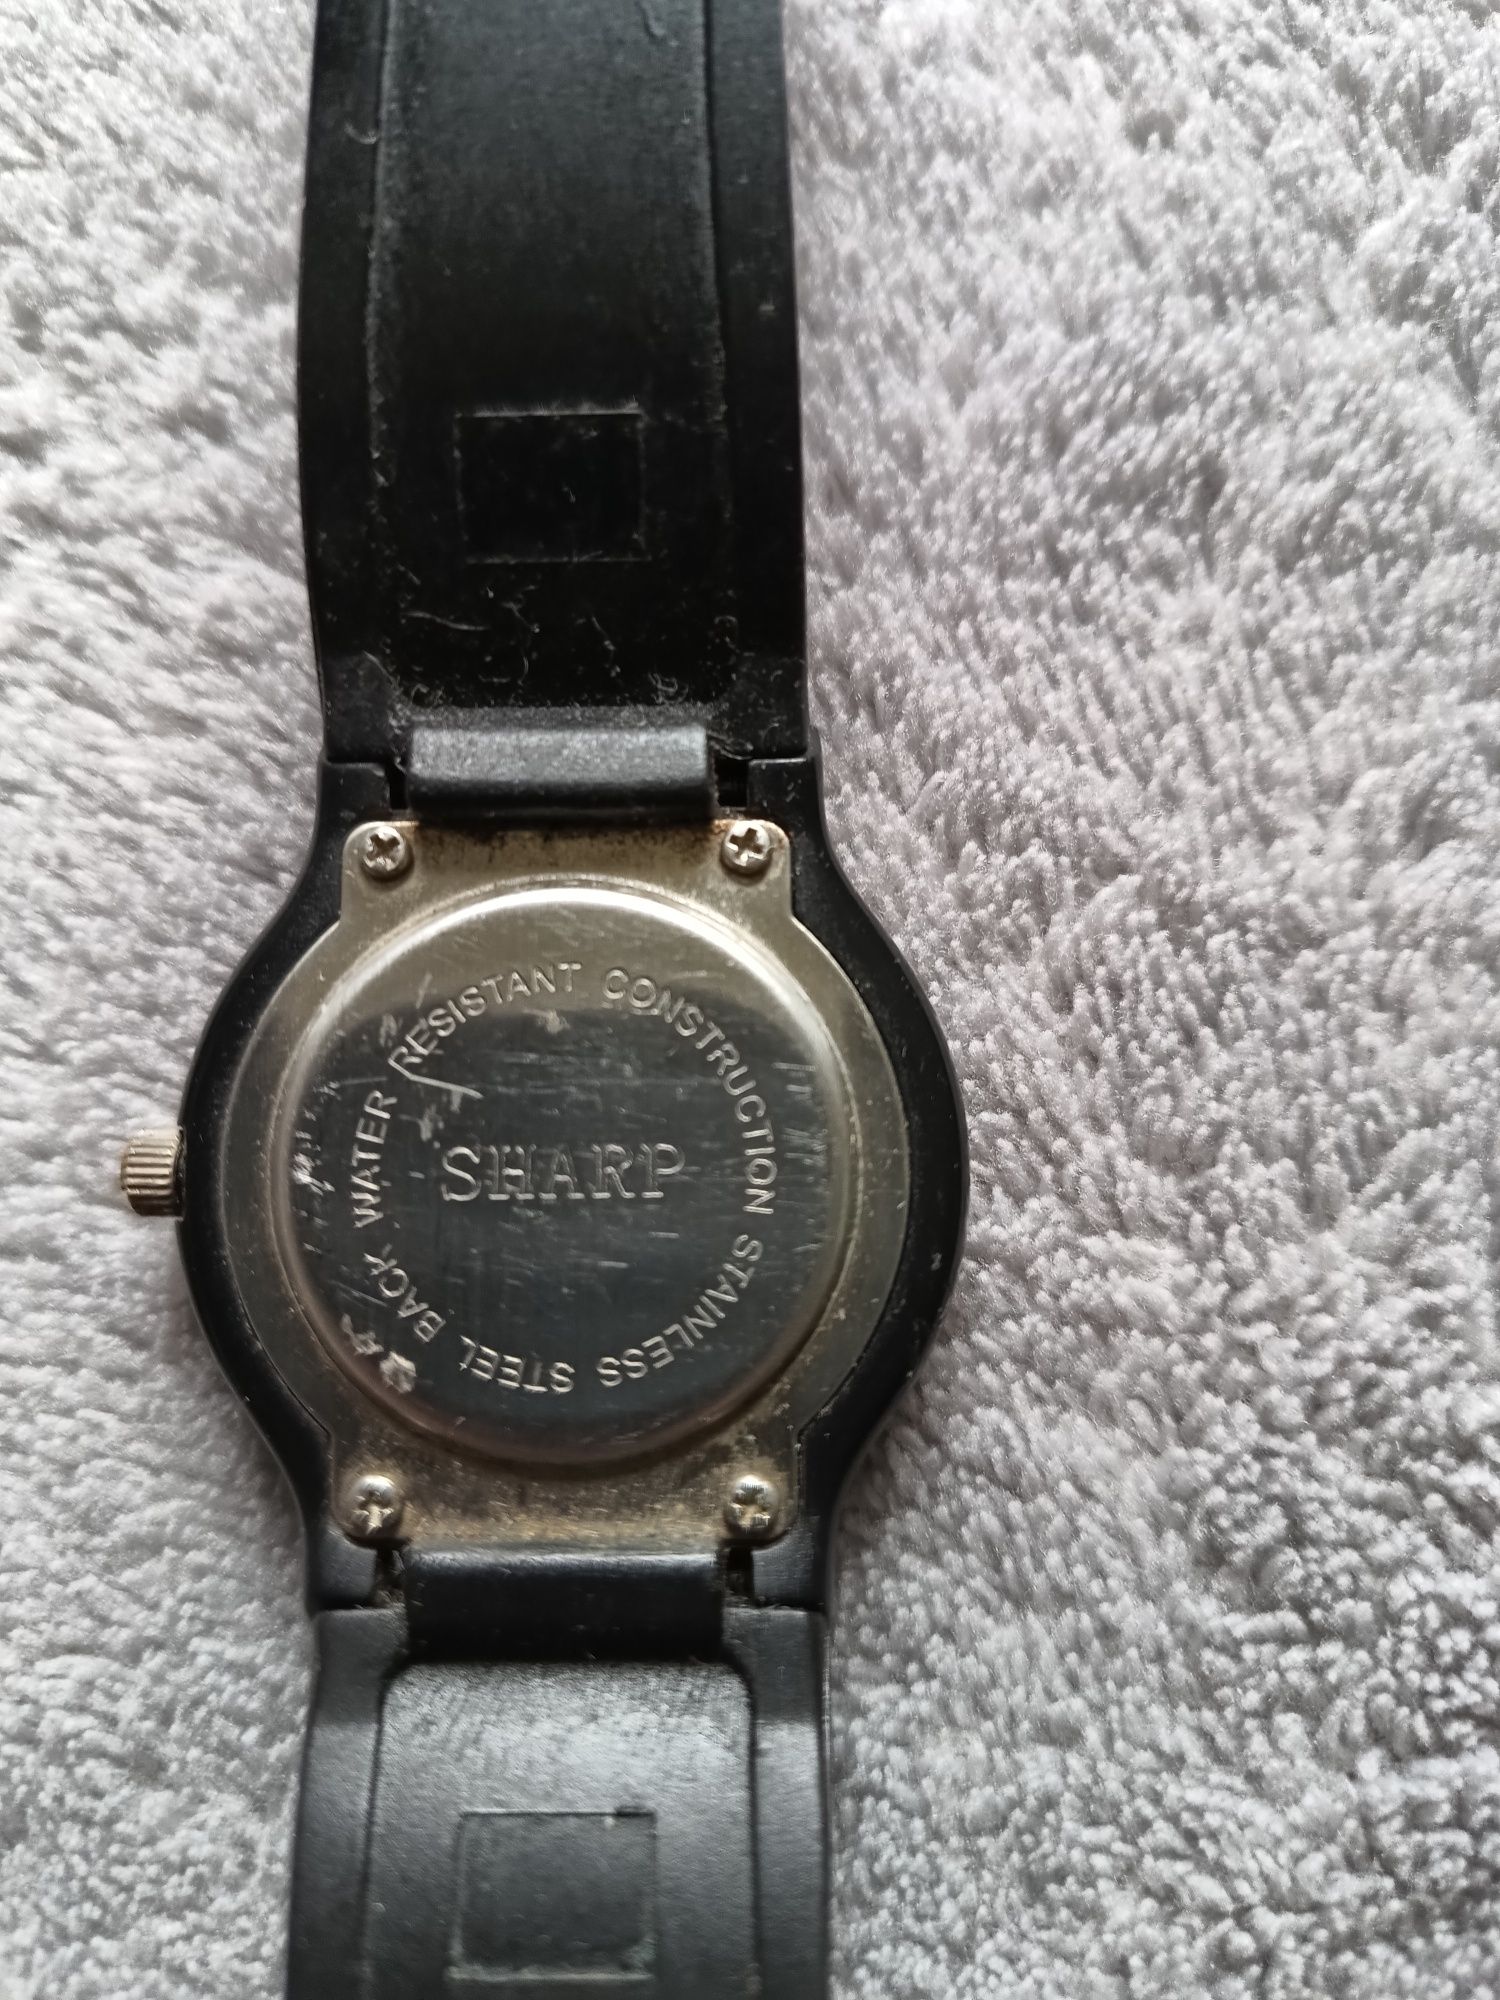 WATER RESISTANT CONSTRUCTION STAINLESS STEEL BACK
SHARP